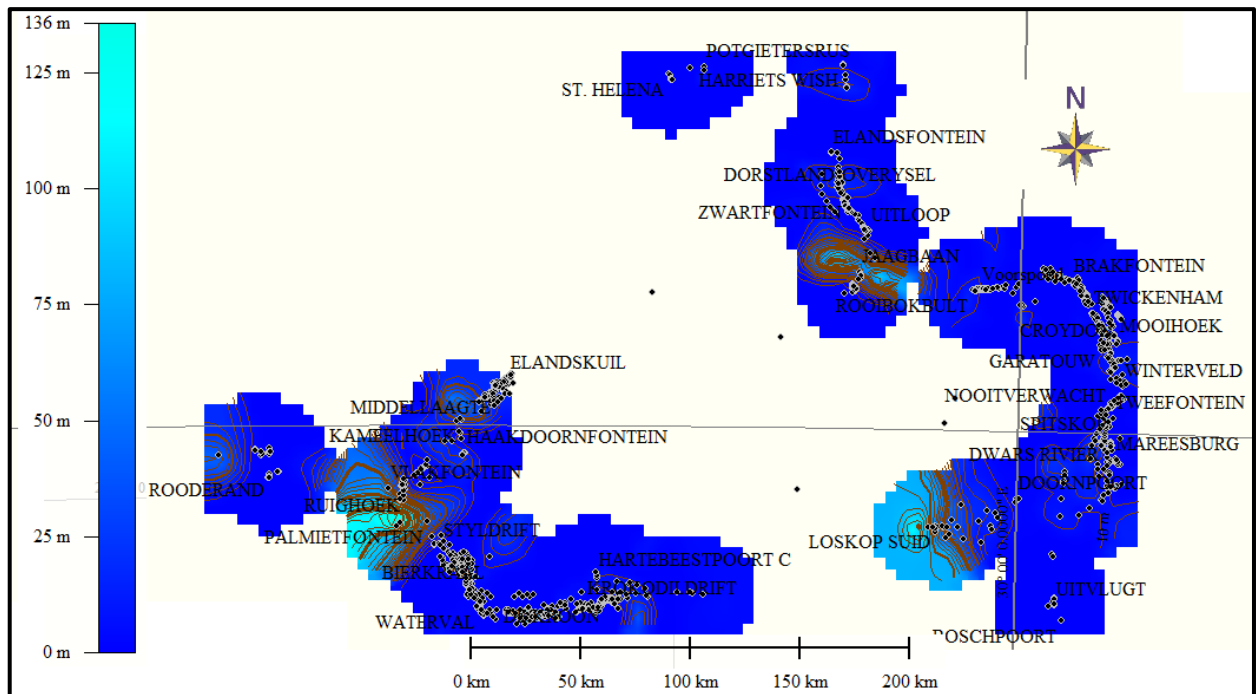 136 m
125 m
100 m
75 m
50 m
25 m
0 m
POTGIETERSRUS
HARRIETS WISH
ST. HELENA
N
ELANDSFONTEIN
DORSTLAND OVERYSEL
ZWARTFONTEIN UITLOOP
JAAGBAAN
ROOIBOKBULT
Voorspoed BRAKFONTEIN
TWICKENHAM
CROYDON MOOIHOEK
GARATOUW WINTERVELD
NOOITVERWACHT TWEEFONTEIN
SPITSKOP
DWARS RIVIER MAREESBURG
DOORNPOORT
LOSKOP SUID
UITVLUGT
BOSCHPOORT
ELANDSKUIL
MIDDELLAAGTE
KAMEELHOEK HAAKDOORNFONTEIN
VLAKFONTEIN
ROODERAND
RUIGHOEK
PALMIETFONTEIN STYLDRIFT
BIERKRAAL
HARTEBEESTPOORT C
KROKODILDRIFT
WATERVAL
0 km 50 km 100 km 150 km 200 km